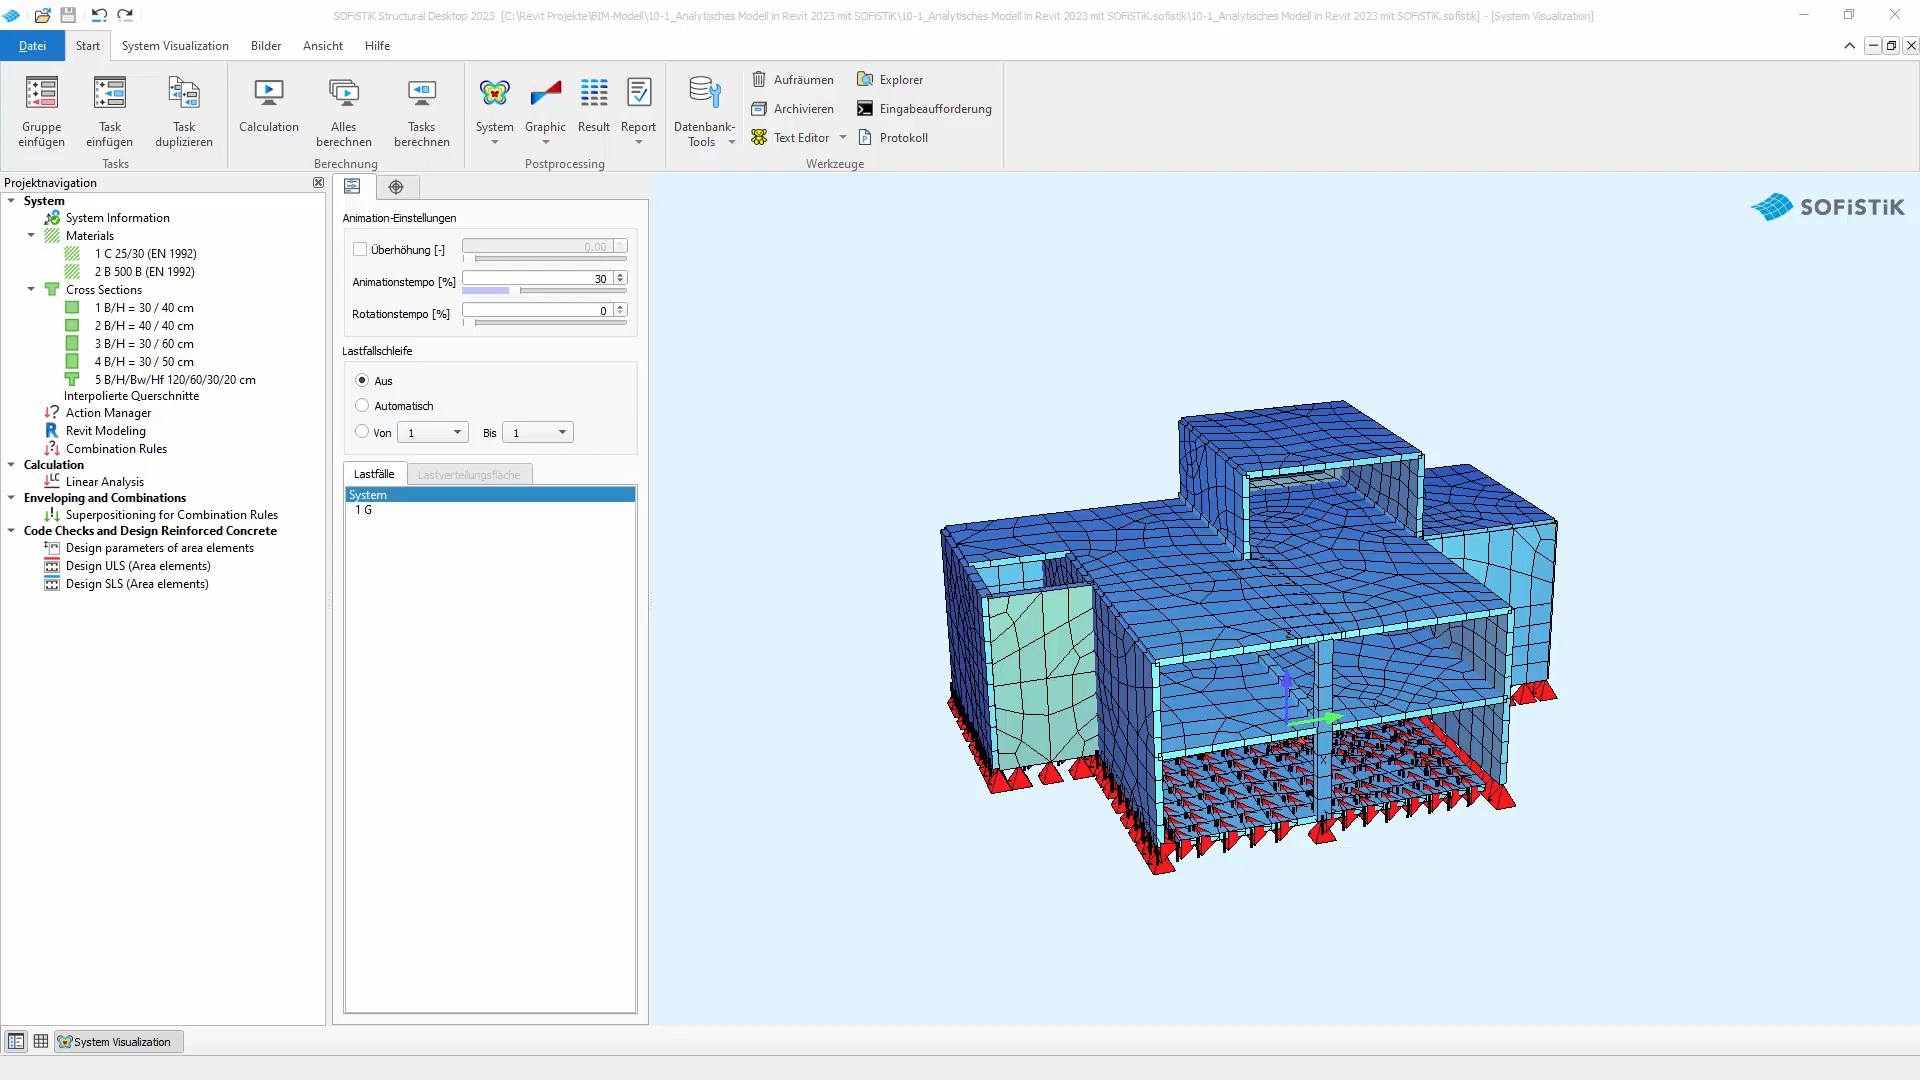 SOFiSTiK Structural Desktop 2023 [C:\Revit Projekte\BIM-Modell\10-1_Analytisches Modell in Revit 2023 mit SOFiSTiK\10-1_Analytisches Modell in Revit 2023 mit SOFiSTiK.sofistik\10-1_Analytisches Modell in Revit 2023 mit SOFiSTiK.sofistik] - [System Visualization]
Datei Start System Visualization Bilder Ansicht Hilfe
Gruppe einfügen
Task einfügen
Task duplizieren
Tasks
Calculation
Alles berechnen
Tasks berechnen
Berechnung
System
Graphic
Result
Report
Postprocessing
Datenbank-Tools
Aufräumen
Explorer
Archivieren
Eingabeaufforderung
Text Editor
Protokoll
Werkzeuge
Projektnavigation
System
System Information
Materials
1 C 25/30 (EN 1992)
2 B 500 B (EN 1992)
Cross Sections
1 B/H = 30 / 40 cm
2 B/H = 40 / 40 cm
3 B/H = 30 / 60 cm
4 B/H = 30 / 50 cm
5 B/H/Bw/Hf 120/60/30/20 cm
Interpolierte Querschnitte
Action Manager
Revit Modeling
Combination Rules
Calculation
Linear Analysis
Enveloping and Combinations
Superpositioning for Combination Rules
Code Checks and Design Reinforced Concrete
Design parameters of area elements
Design ULS (Area elements)
Design SLS (Area elements)
Animation-Einstellungen
Überhöhung [-] 0.00
Animationstempo [%] 30
Rotationstempo [%] 0
Lastfallschleife
Aus
Automatisch
Von 1 Bis 1
Lastfälle Lastverteilungsfläche
System
1 G
SOFiSTiK
System Visualization